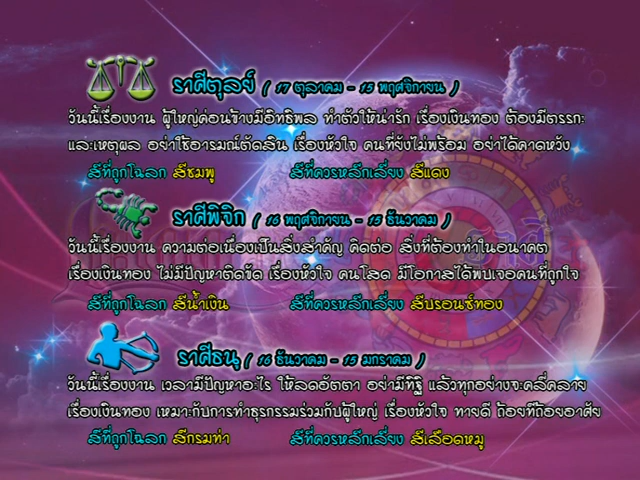 ราศีตุลย์ ( 17 ตุลาคม - 15 พฤศจิกายน )
วันนี้เรื่องงาน ผู้ใหญ่ค่อนข้างมีอิทธิพล ทำตัวให้น่ารัก เรื่องเงินทอง ต้องมีตรรกะ
และเหตุผล อย่าใช้อารมณ์ตัดสิน เรื่องหัวใจ คนที่ยังไม่พร้อม อย่าได้คาดหวัง
สีที่ถูกโฉลก สีชมพู สีที่ควรหลีกเลี่ยง สีแดง
ราศีพิจิก ( 16 พฤศจิกายน - 15 ธันวาคม )
วันนี้เรื่องงาน ความต่อเนื่องเป็นสิ่งสำคัญ คิดต่อ สิ่งที่ต้องทำในอนาคต
เรื่องเงินทอง ไม่มีปัญหาติดขัด เรื่องหัวใจ คนโสด มีโอกาสได้พบเจอคนที่ถูกใจ
สีที่ถูกโฉลก สีน้ำเงิน สีที่ควรหลีกเลี่ยง สีบรอนซ์ทอง
ราศีธนู ( 16 ธันวาคม - 15 มกราคม )
วันนี้เรื่องงาน เวลามีปัญหาอะไร ให้ลดอัตตา อย่ามีทิฐิ แล้วทุกอย่างจะคลี่คลาย
เรื่องเงินทอง เหมาะกับการทำธุรกรรมร่วมกับผู้ใหญ่ เรื่องหัวใจ ทายดี ถ้อยทีถ้อยอาศัย
สีที่ถูกโฉลก สีกรมท่า สีที่ควรหลีกเลี่ยง สีเลือดหมู